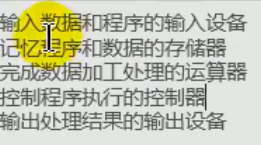 输入数据和程序的输入设备
记忆程序和数据的存储器
完成数据加工处理的运算器
控制程序执行的控制器
输出处理结果的输出设备